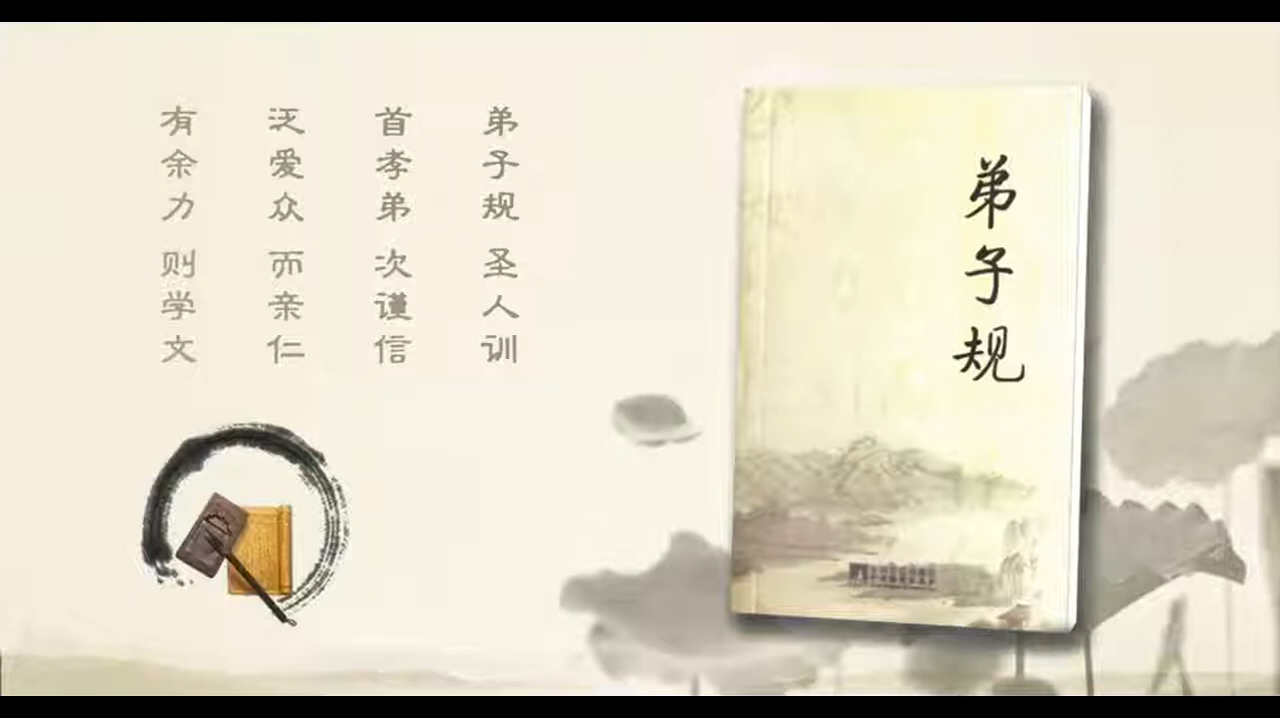 弟子规 圣人训
首孝弟 次谨信
泛爱众 而亲仁
有余力 则学文
弟子规